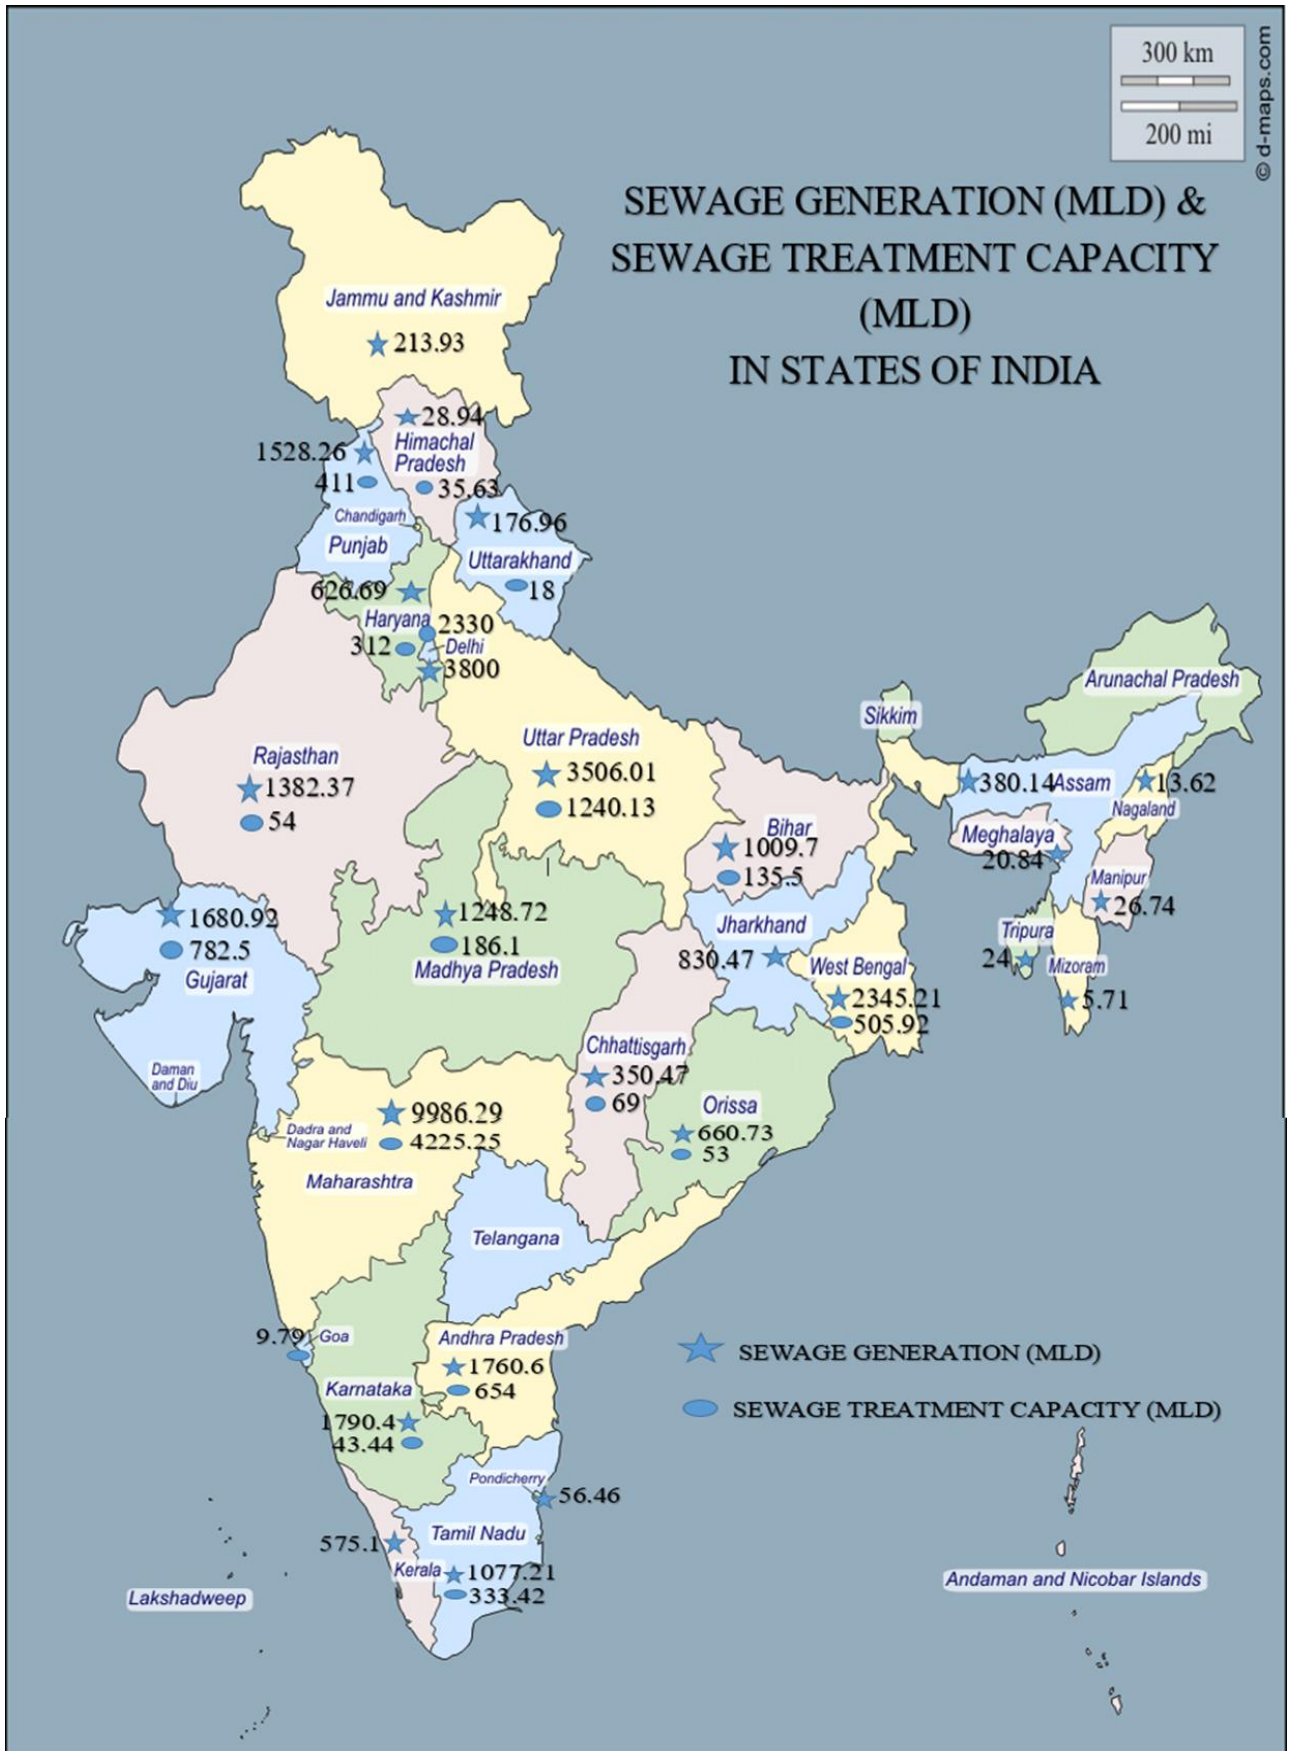 300 km
200 mi
© d-maps.com
SEWAGE GENERATION (MLD) &
SEWAGE TREATMENT CAPACITY
(MLD)
IN STATES OF INDIA
Jammu and Kashmir
213.93
28.94
Himachal
Pradesh
35.63
1528.26
411
Chandigarh
Punjab
176.96
Uttarakhand
18
626.69
Haryana
312
2330
Delhi
3800
Rajasthan
1382.37
54
Uttar Pradesh
3506.01
1240.13
Sikkim
Arunachal Pradesh
380.14
Assam
13.62
Nagaland
Meghalaya
20.84
Manipur
26.74
Tripura
24
Mizoram
5.71
Bihar
1009.7
135.5
1680.92
782.5
Gujarat
1248.72
186.1
Madhya Pradesh
Jharkhand
830.47
West Bengal
2345.21
505.92
Chhattisgarh
350.47
69
Orissa
660.73
53
Daman
and Diu
Dadra and
Nagar Haveli
9986.29
4225.25
Maharashtra
Telangana
9.79
Goa
Andhra Pradesh
1760.6
654
Karnataka
1790.4
43.44
SEWAGE GENERATION (MLD)
SEWAGE TREATMENT CAPACITY (MLD)
Pondicherry
56.46
Tamil Nadu
1077.21
333.42
575.1
Kerala
Lakshadweep
Andaman and Nicobar Islands